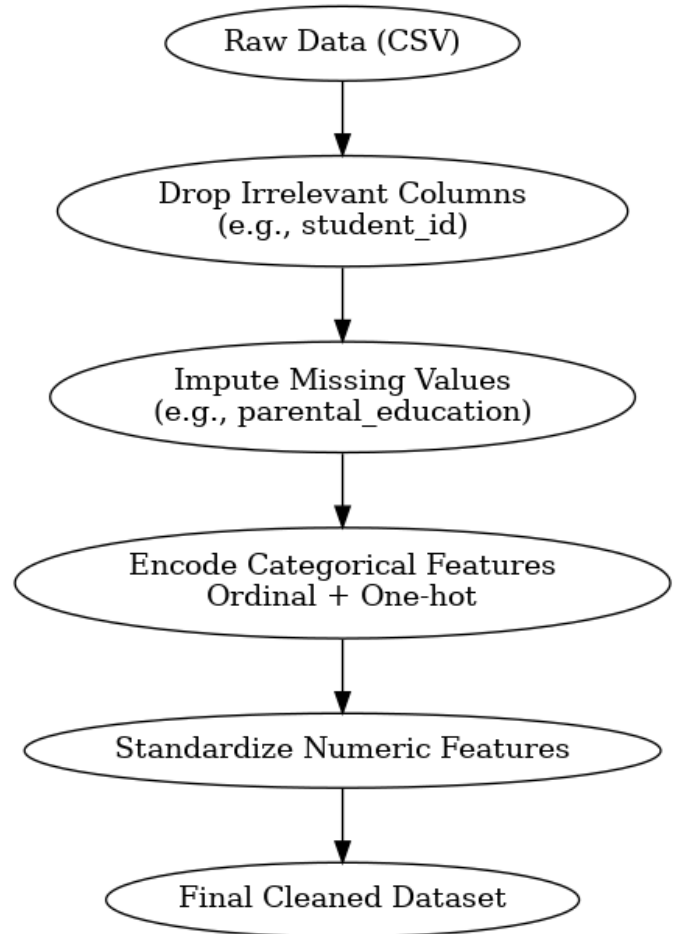 Raw Data (CSV)
Drop Irrelevant Columns
(e.g., student_id)
Impute Missing Values
(e.g., parental_education)
Encode Categorical Features
Ordinal + One-hot
Standardize Numeric Features
Final Cleaned Dataset